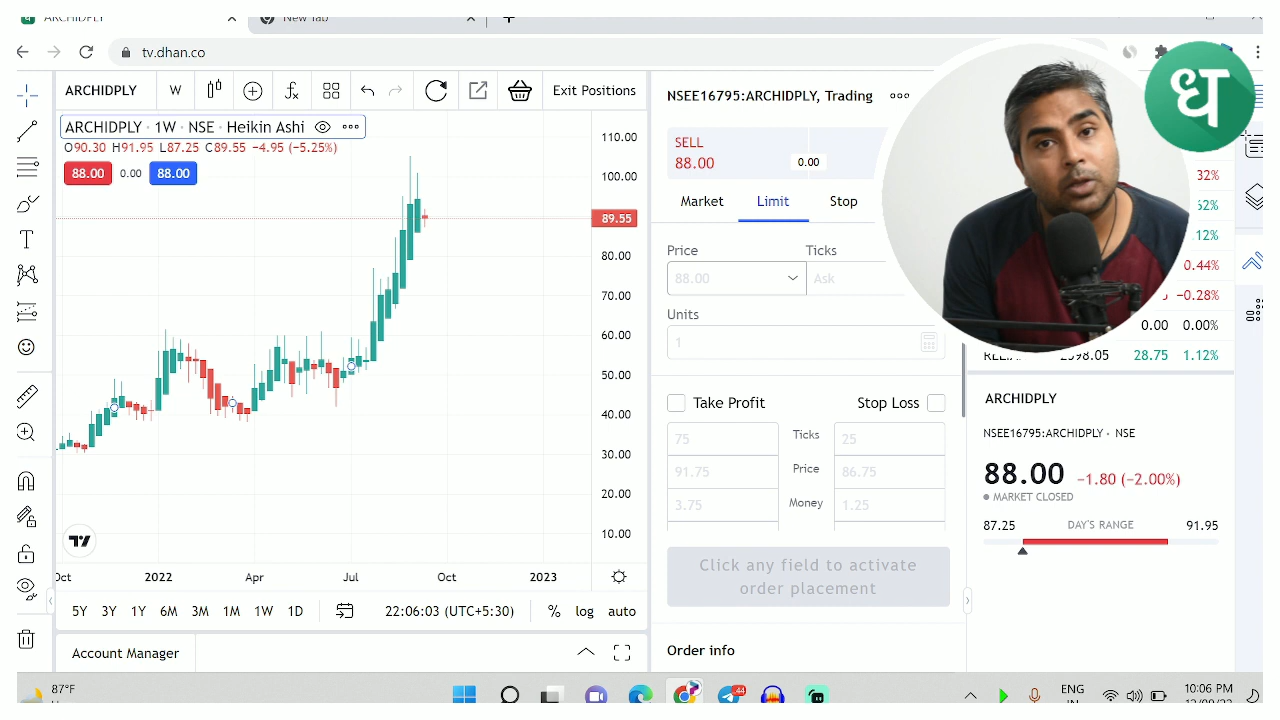 ARCHIDPLY
New Tab
tv.dhan.co
ध
ARCHIDPLY W Exit Positions
ARCHIDPLY · 1W · NSE · Heikin Ashi
O90.30 H91.95 L87.25 C89.55 −4.95 (−5.25%)
88.00 0.00 88.00
110.00
100.00
89.55
80.00
70.00
60.00
50.00
40.00
30.00
20.00
10.00
Oct 2022 Apr Jul Oct 2023
5Y 3Y 1Y 6M 3M 1M 1W 1D 22:06:03 (UTC+5:30) % log auto
Account Manager
NSEE16795:ARCHIDPLY, Trading
SELL
88.00
0.00
Market Limit Stop
Price Ticks
88.00 Ask
Units
1
Take Profit Stop Loss
75 Ticks 25
91.75 Price 86.75
3.75 Money 1.25
Click any field to activate
order placement
Order info
32%
12%
0.44%
−0.28%
0.00 0.00%
28.75 1.12%
ARCHIDPLY
NSEE16795:ARCHIDPLY · NSE
88.00 −1.80 (−2.00%)
MARKET CLOSED
87.25 DAY'S RANGE 91.95
87°F
44
ENG
IN
10:06 PM